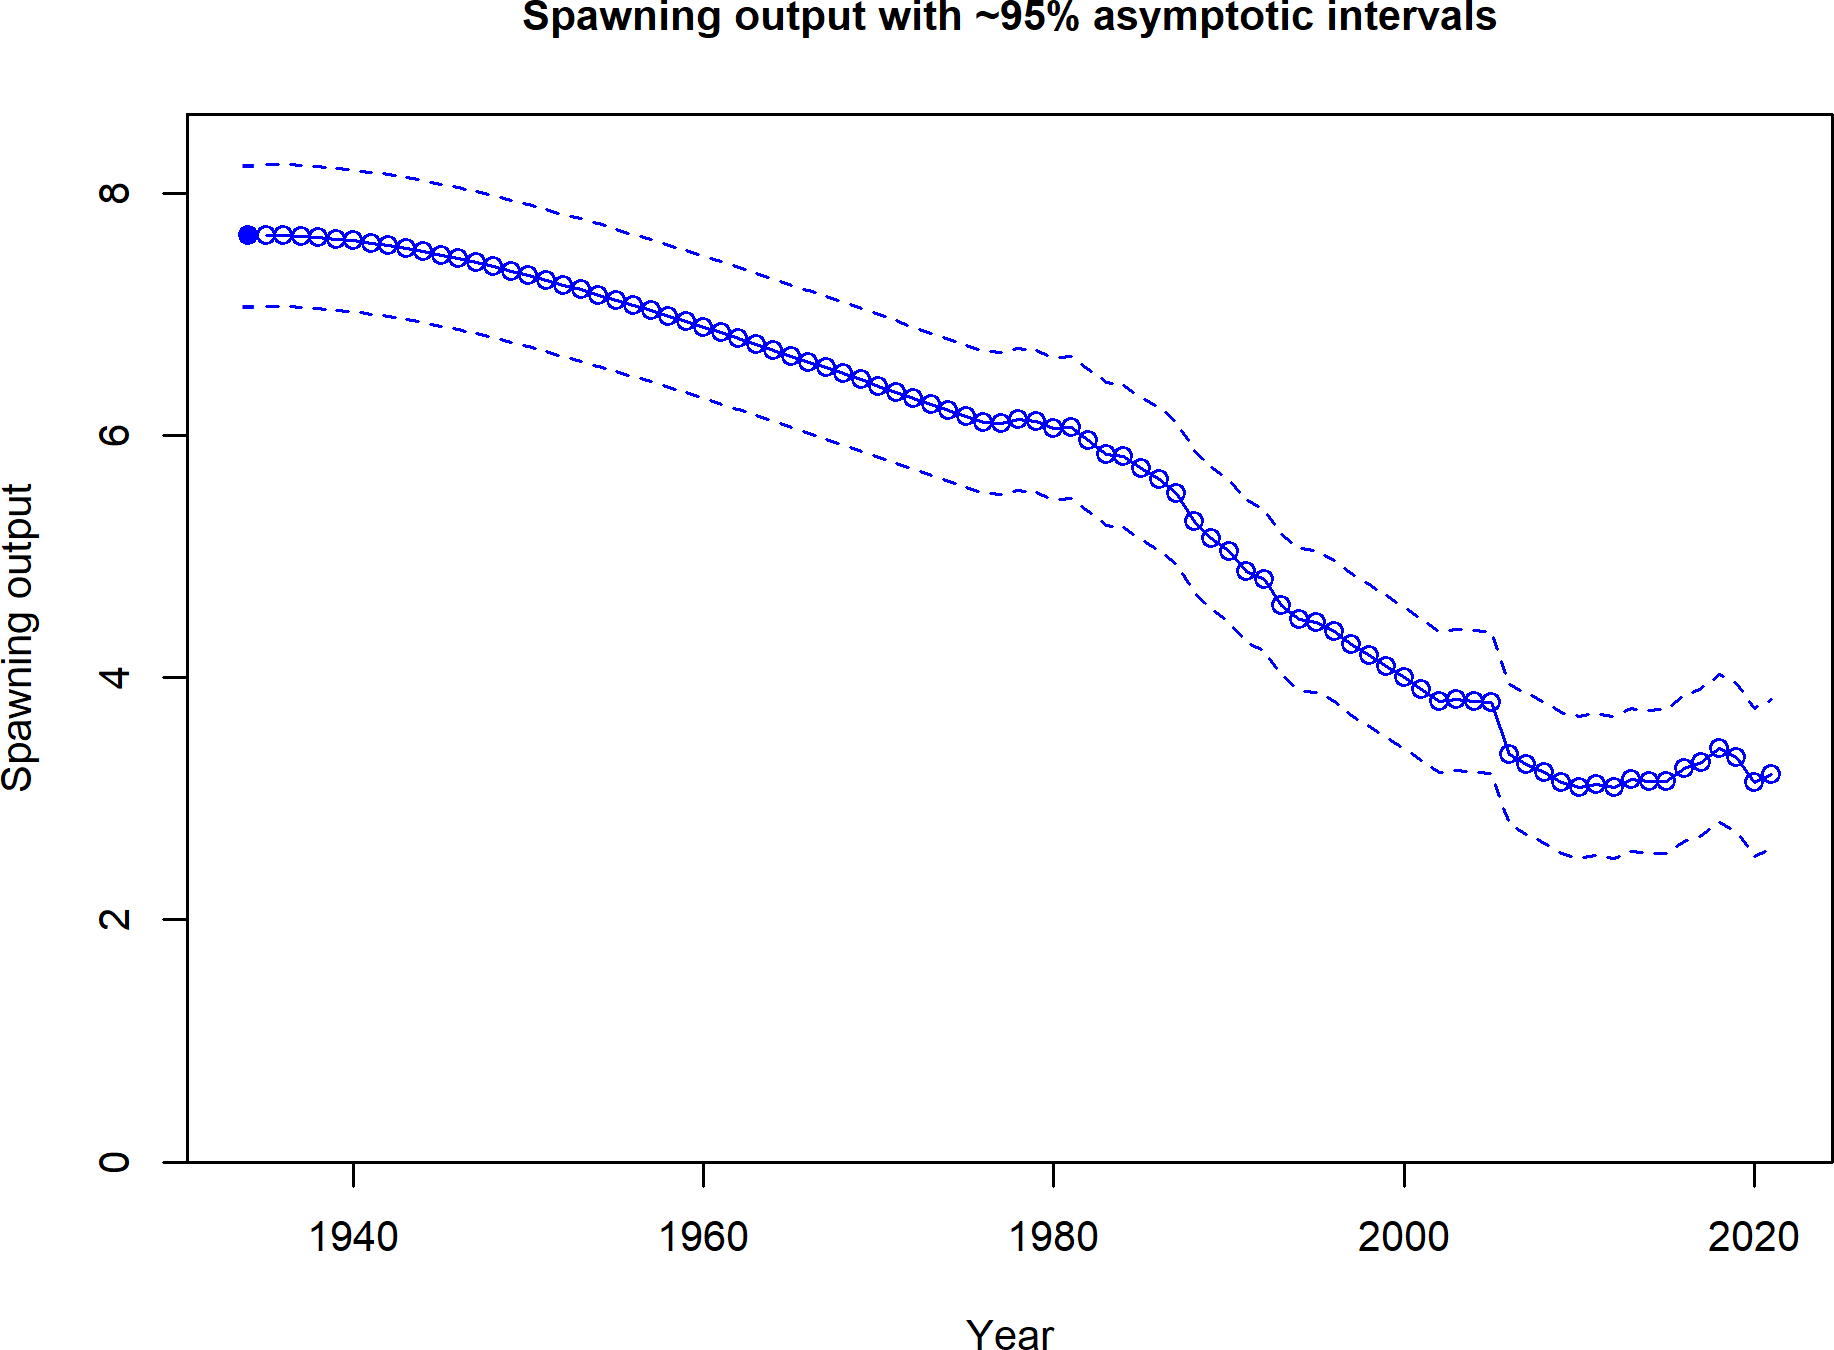 Spawning output with ~95% asymptotic intervals
Spawning output
8
6
4
2
0
1940 1960 1980 2000 2020
Year